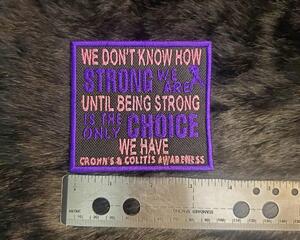 WE DON'T KNOW HOW
STRONG WE ARE
UNTIL BEING STRONG
IS THE ONLY CHOICE
WE HAVE
CROHN'S & COLITIS AWARENESS